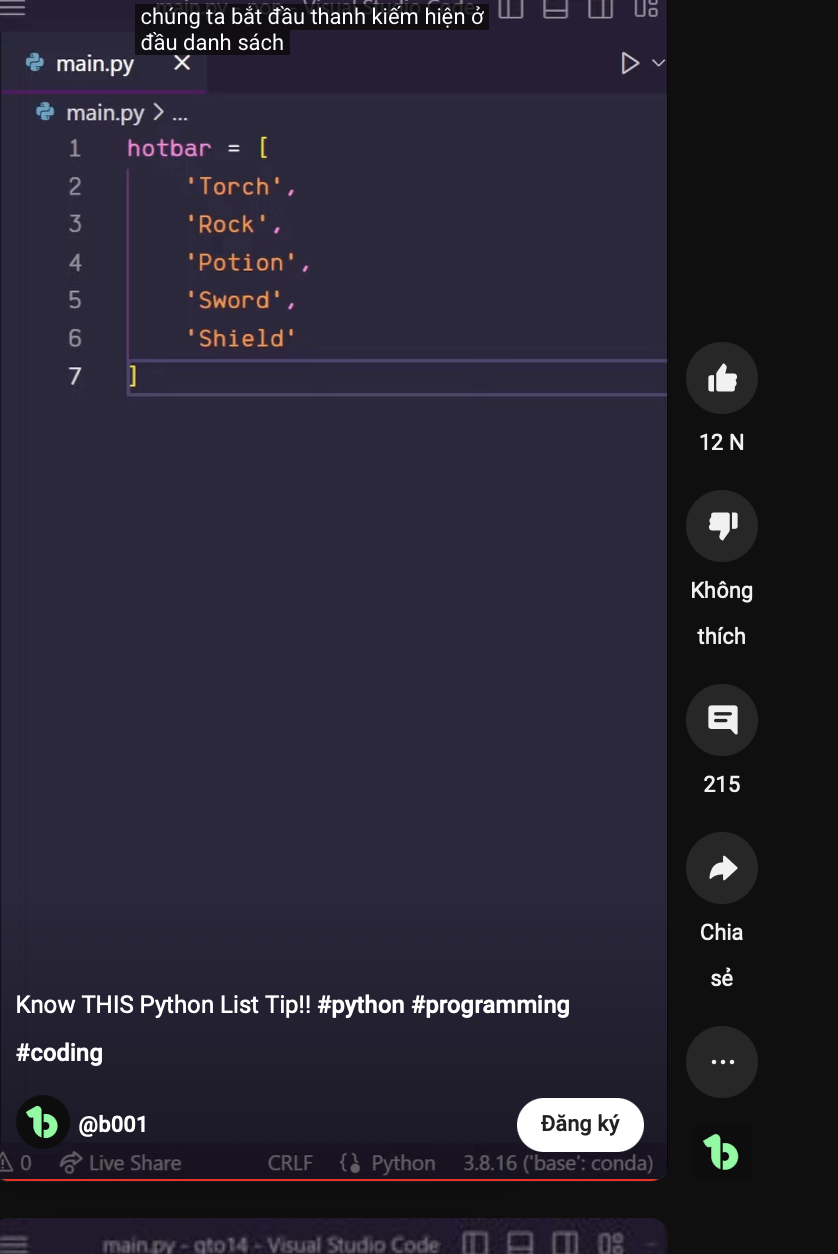 chúng ta bắt đầu thanh kiếm hiện ở
đầu danh sách
main.py
main.py > ...
1 hotbar = [
2 'Torch',
3 'Rock',
4 'Potion',
5 'Sword',
6 'Shield'
7 ]
12 N
Không
thích
215
Chia
sẻ
Know THIS Python List Tip!! #python #programming
#coding
@b001
Đăng ký
0 Live Share CRLF Python 3.8.16 ('base': conda)
main.py - gto14 - Visual Studio Code